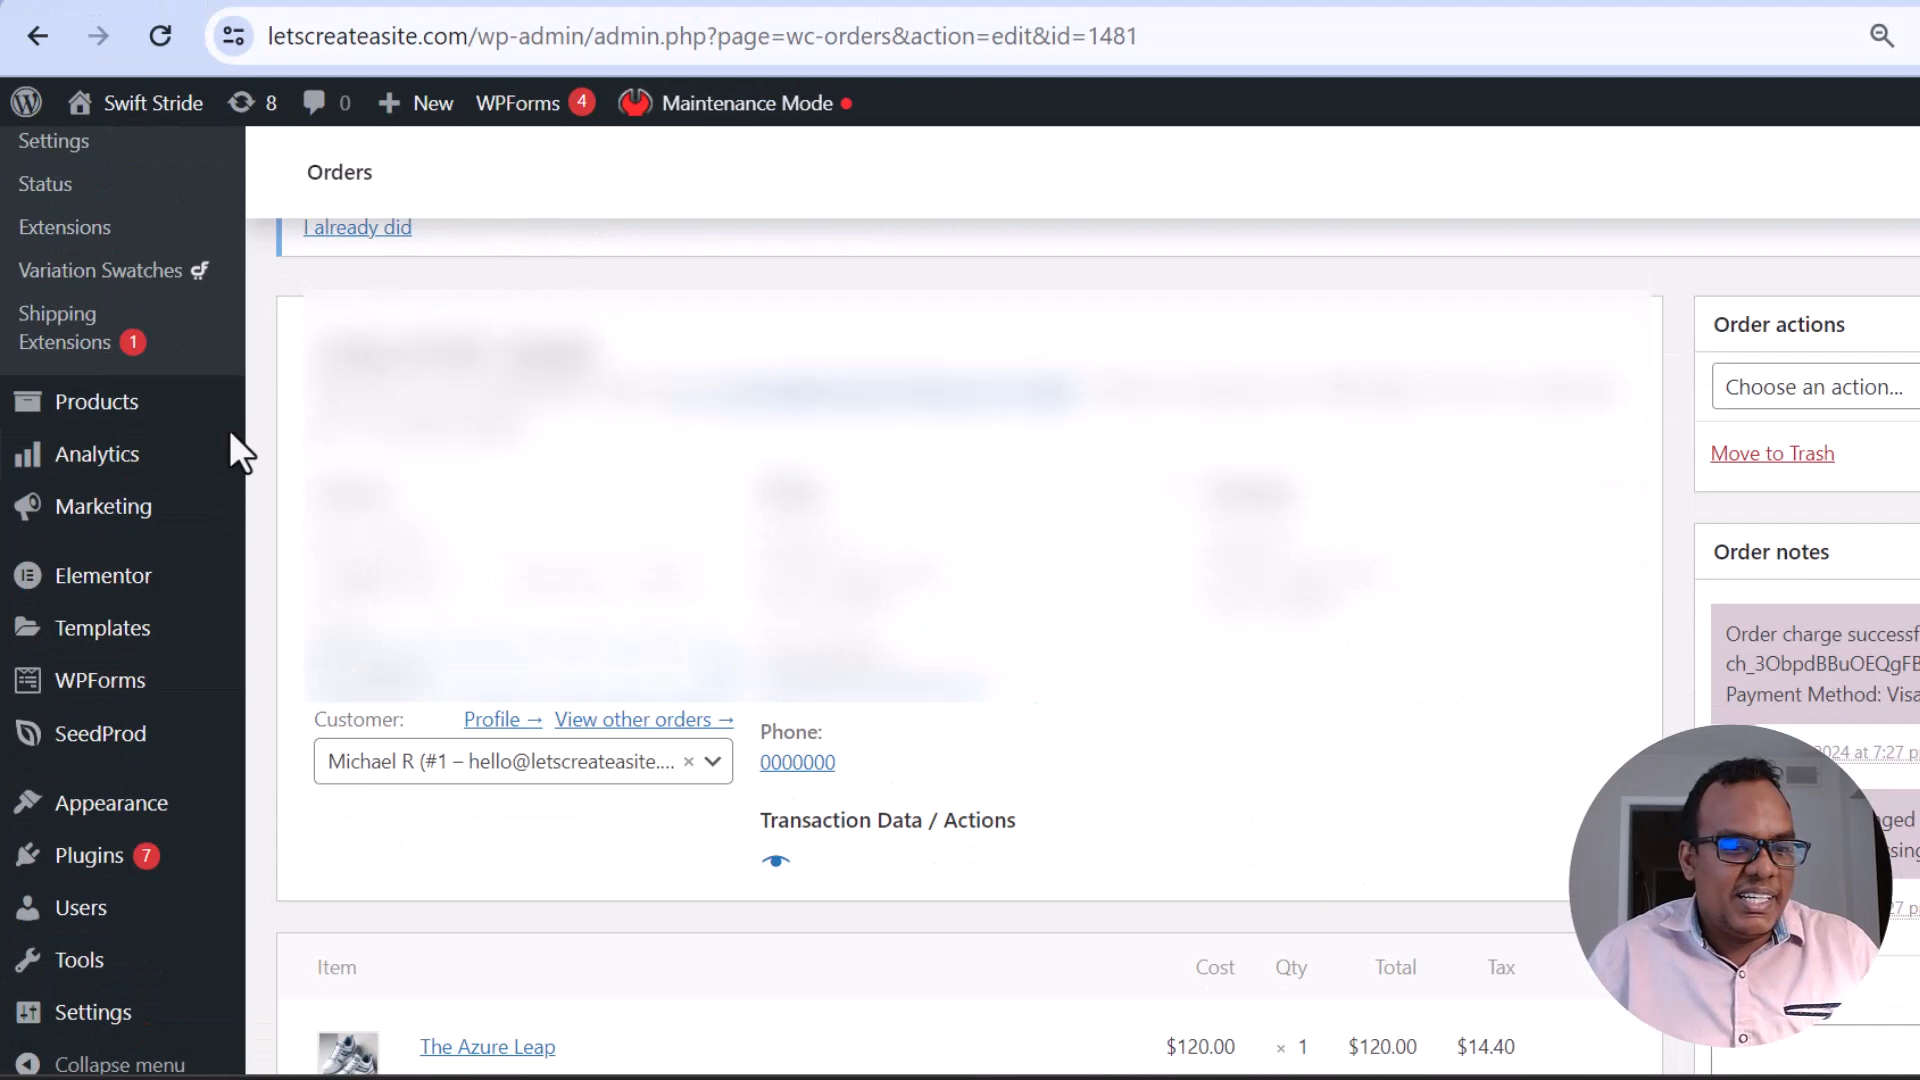 letscreateasite.com/wp-admin/admin.php?page=wc-orders&action=edit&id=1481
Swift Stride
8
0
New
WPForms 4
Maintenance Mode
Settings
Status
Extensions
Variation Swatches
Shipping
Extensions 1
Products
Analytics
Marketing
Elementor
Templates
WPForms
SeedProd
Appearance
Plugins 7
Users
Tools
Settings
Collapse menu
Orders
I already did
Customer:
Profile →
View other orders →
Michael R (#1 – hello@letscreateasite.... ×
Phone:
0000000
Transaction Data / Actions
Item Cost Qty Total Tax
The Azure Leap $120.00 × 1 $120.00 $14.40
Order actions
Choose an action...
Move to Trash
Order notes
Order charge
ch_3ObpdBBuOEQgFB
Payment Method: Visa
at 7:27